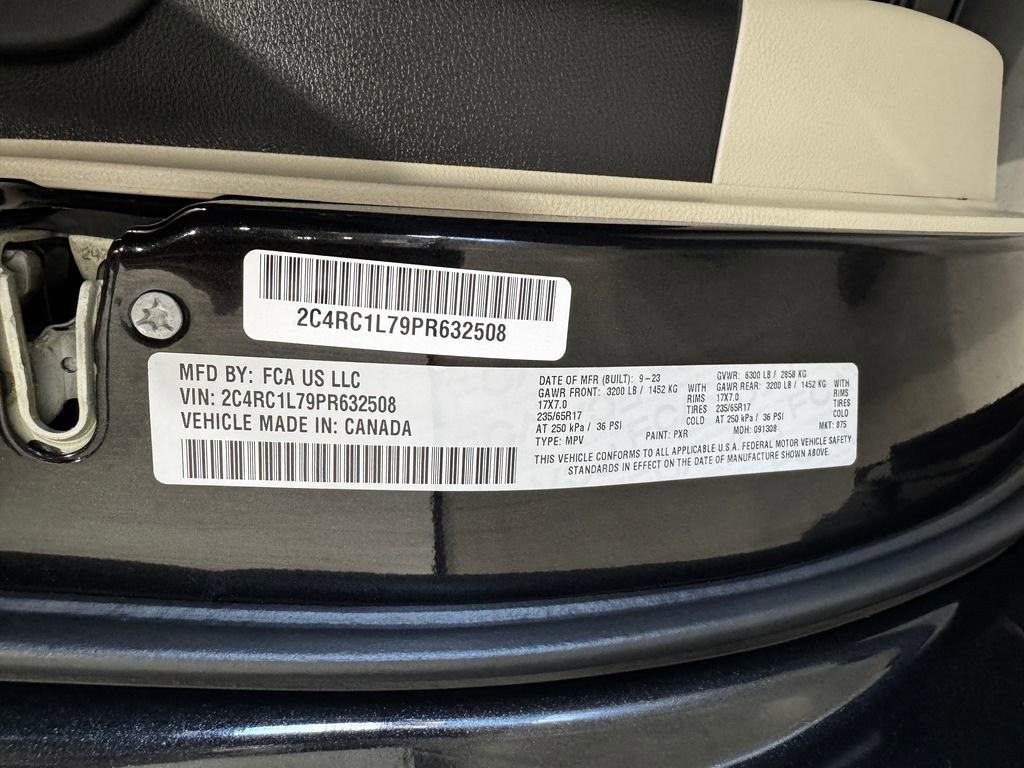 2C4RC1L79PR632508
MFD BY: FCA US LLC
VIN: 2C4RC1L79PR632508
VEHICLE MADE IN: CANADA
DATE OF MFR (BUILT): 9-23
GAWR FRONT: 3200 LB / 1452 KG WITH
17X7.0 RIMS
235/65R17 TIRES
AT 250 kPa / 36 PSI COLD
TYPE: MPV PAINT: PXR
GVWR: 6300 LB / 2858 KG
GAWR REAR: 3200 LB / 1452 KG WITH
17X7.0 RIMS
235/65R17 TIRES
AT 250 kPa / 36 PSI COLD
MDH: 091308 MKT: 875
THIS VEHICLE CONFORMS TO ALL APPLICABLE U.S.A. FEDERAL MOTOR VEHICLE SAFETY
STANDARDS IN EFFECT ON THE DATE OF MANUFACTURE SHOWN ABOVE.